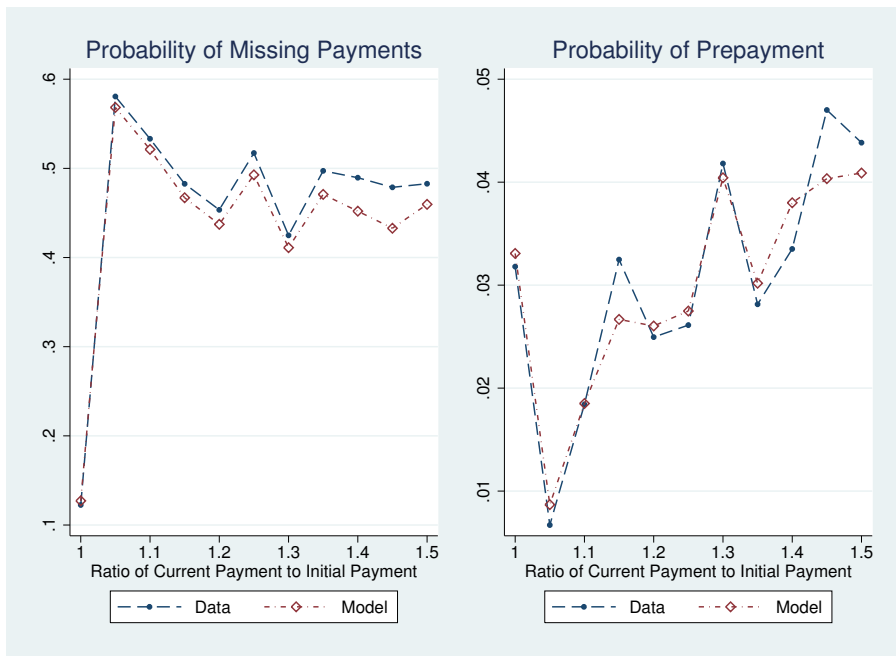 Probability of Missing Payments
.6
.5
.4
.3
.2
.1
1 1.1 1.2 1.3 1.4 1.5
Ratio of Current Payment to Initial Payment
Data Model
Probability of Prepayment
.05
.04
.03
.02
.01
1 1.1 1.2 1.3 1.4 1.5
Ratio of Current Payment to Initial Payment
Data Model